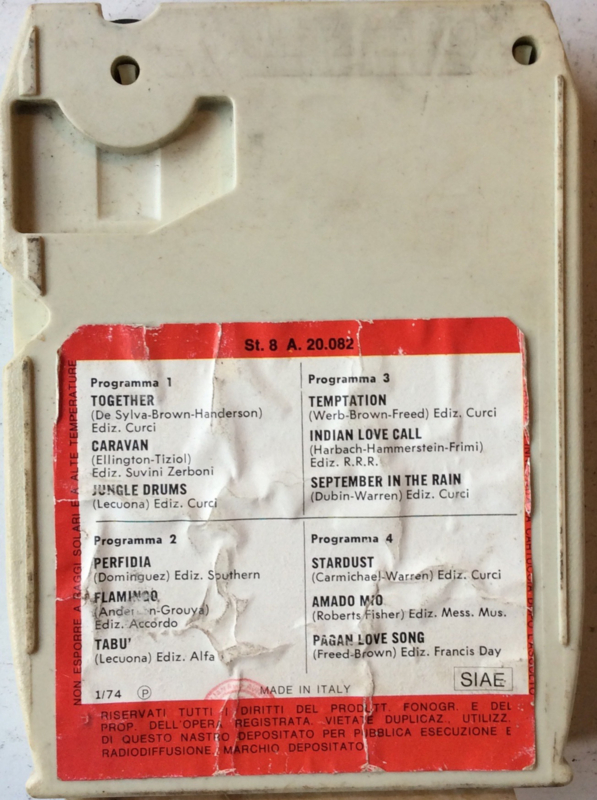 St. 8 A. 20.082
Programma 1
TOGETHER
(De Sylva-Brown-Handerson)
Ediz. Curci
CARAVAN
(Ellington-Tiziol)
Ediz. Suvini Zerboni
JUNGLE DRUMS
(Lecuona) Ediz. Curci
Programma 3
TEMPTATION
(Werb-Brown-Freed) Ediz. Curci
INDIAN LOVE CALL
(Harbach-Hammerstein-Frimi)
Ediz. R.R.R.
SEPTEMBER IN THE RAIN
(Dubin-Warren) Ediz. Curci
Programma 2
PERFIDIA
(Dominguez) Ediz. Southern
FLAMINGO
(Ander on-Grouya)
Ediz. Accordo
TABU'
(Lecuona) Ediz. Alfa
Programma 4
STARDUST
(Carmichael-Warren) Ediz. Curci
AMADO MIO
(Roberts Fisher) Ediz. Mess. Mus.
PAGAN LOVE SONG
(Freed-Brown) Ediz. Francis Day
SIAE
1/74 Ⓟ MADE IN ITALY
RISERVATI TUTTI I DIRITTI DEL PRODUTT. FONOGR. E DEL
PROP. DELL'OPERA REGISTRATA. VIETATE DUPLICAZ. UTILIZZ.
DI QUESTO NASTRO DEPOSITATO PER PUBBLICA ESECUZIONE E
RADIODIFFUSIONE. MARCHIO DEPOSITATO
NON ESPORRE A RAGGI SOLARI E A ALTE TEMPERATURE